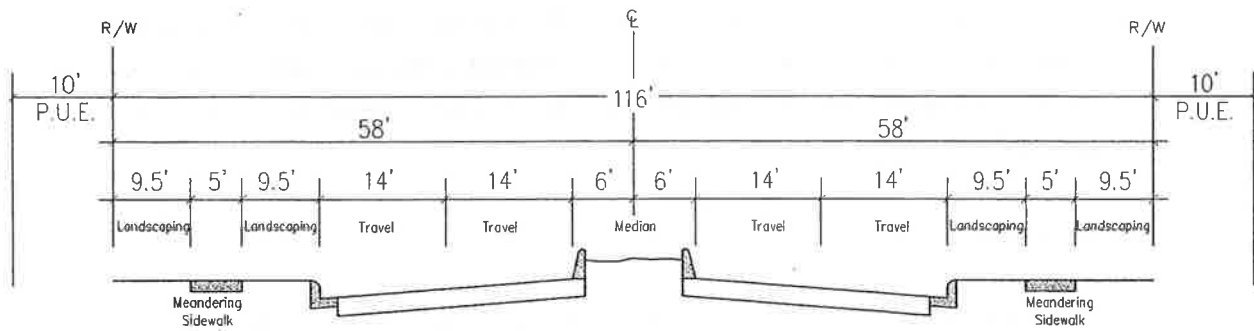 ℄
R/W R/W
10' 116' 10'
P.U.E. P.U.E.
58' 58'
9.5' 5' 9.5' 14' 14' 6' 6' 14' 14' 9.5' 5' 9.5'
Landscaping Landscaping Travel Travel Median Travel Travel Landscaping Landscaping
Meandering Meandering
Sidewalk Sidewalk